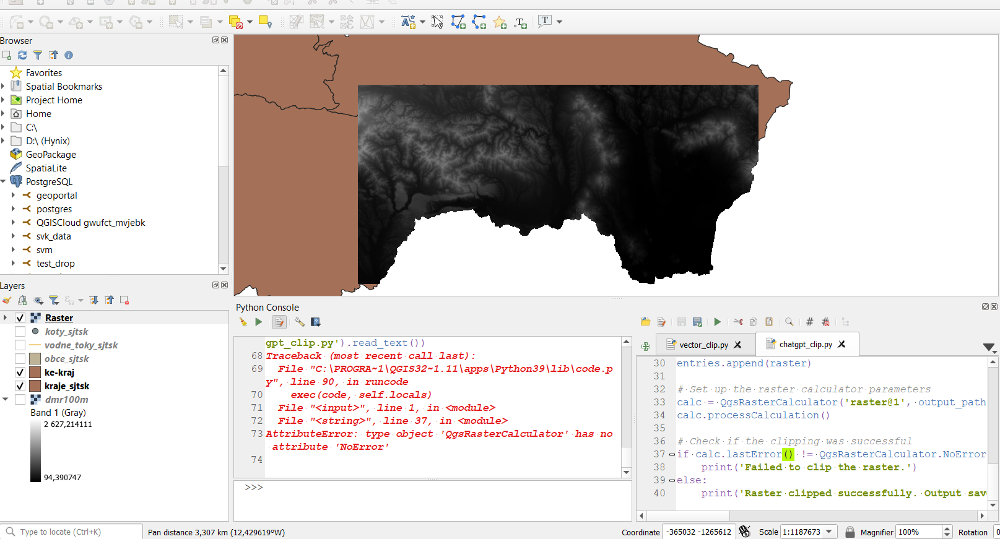 Browser
Favorites
Spatial Bookmarks
Project Home
Home
C:\
D:\ (Hynix)
GeoPackage
SpatiaLite
PostgreSQL
geoportal
postgres
QGISCloud gwufct_mvjebk
svk_data
svm
test_drop
Layers
Raster
koty_sjtsk
vodne_toky_sjtsk
obce_sjtsk
ke-kraj
kraje_sjtsk
dmr100m
Band 1 (Gray)
2 627,214111
94,390747
Python Console
gpt_clip.py').read_text())
68 Traceback (most recent call last):
69 File "C:\PROGRA~1\QGIS32~1.11\apps\Python39\lib\code.p
y", line 90, in runcode
70 exec(code, self.locals)
71 File "<input>", line 1, in <module>
72 File "<string>", line 37, in <module>
73 AttributeError: type object 'QgsRasterCalculator' has no
attribute 'NoError'
74
>>>
vector_clip.py
chatgpt_clip.py
30 entries.append(raster)
31
32 # Set up the raster calculator parameters
33 calc = QgsRasterCalculator('raster@1', output_path
34 calc.processCalculation()
35
36 # Check if the clipping was successful
37 if calc.lastError() != QgsRasterCalculator.NoError
38 print('Failed to clip the raster.')
39 else:
40 print('Raster clipped successfully. Output sav
Type to locate (Ctrl+K)
Pan distance 3,307 km (12,429619°W)
Coordinate -365032 -1265612
Scale 1:1187673
Magnifier 100%
Rotation 0